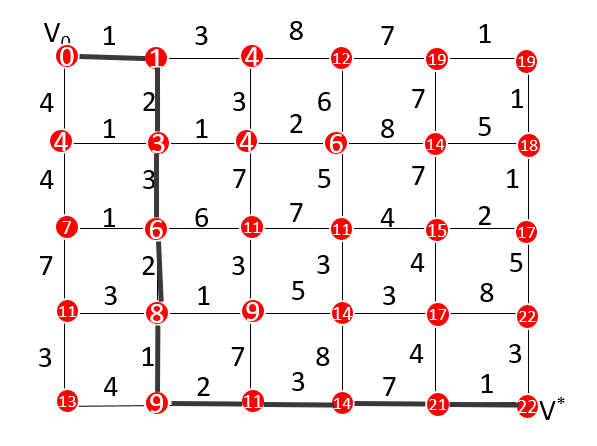 V₀ 1 3 8 7 1
0 1 4 12 19 19
4 2 3 6 7 1
1 1 2 8 5
4 3 4 6 14 18
4 3 7 5 7 1
1 6 7 4 2
7 6 11 11 15 17
7 2 3 3 4 5
3 1 5 3 8
11 8 9 14 17 22
3 1 7 8 4 3
4 2 3 7 1
13 9 11 14 21 22 V*